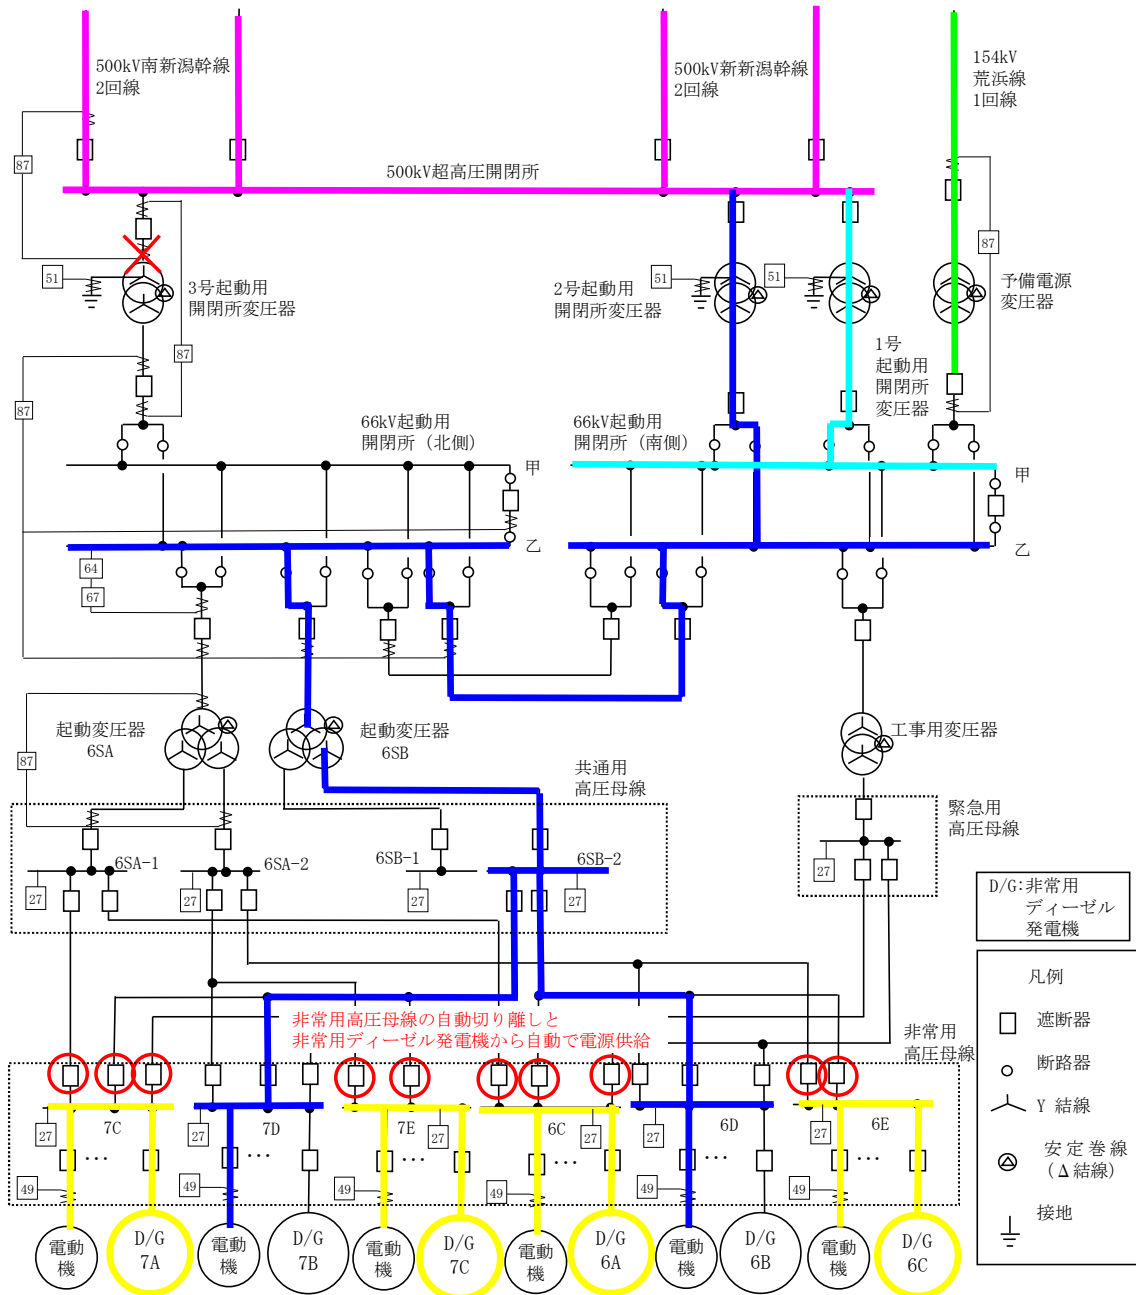 500kV南新潟幹線
2回線
500kV新新潟幹線
2回線
154kV
荒浜線
1回線
87
500kV超高圧開閉所
87
51
51
51
3号起動用
開閉所変圧器
2号起動用
開閉所変圧器
予備電源
変圧器
87
1号
起動用
開閉所
変圧器
87
66kV起動用
開閉所（北側）
66kV起動用
開閉所（南側）
甲
甲
乙
乙
64
67
起動変圧器
6SA
起動変圧器
6SB
工事用変圧器
87
共通用
高圧母線
緊急用
高圧母線
6SA-1
6SA-2
6SB-1
6SB-2
27
27
27
27
27
D/G:非常用
ディーゼル
発電機
凡例
遮断器
断路器
Y 結線
安定巻線
(Δ結線)
接地
非常用高圧母線の自動切り離しと
非常用ディーゼル発電機から自動で電源供給
非常用
高圧母線
7C
7D
7E
6C
6D
6E
27
27
27
27
27
27
…
…
…
…
…
…
49
49
49
49
49
49
電動
機
D/G
7A
電動
機
D/G
7B
電動
機
D/G
7C
電動
機
D/G
6A
電動
機
D/G
6B
電動
機
D/G
6C